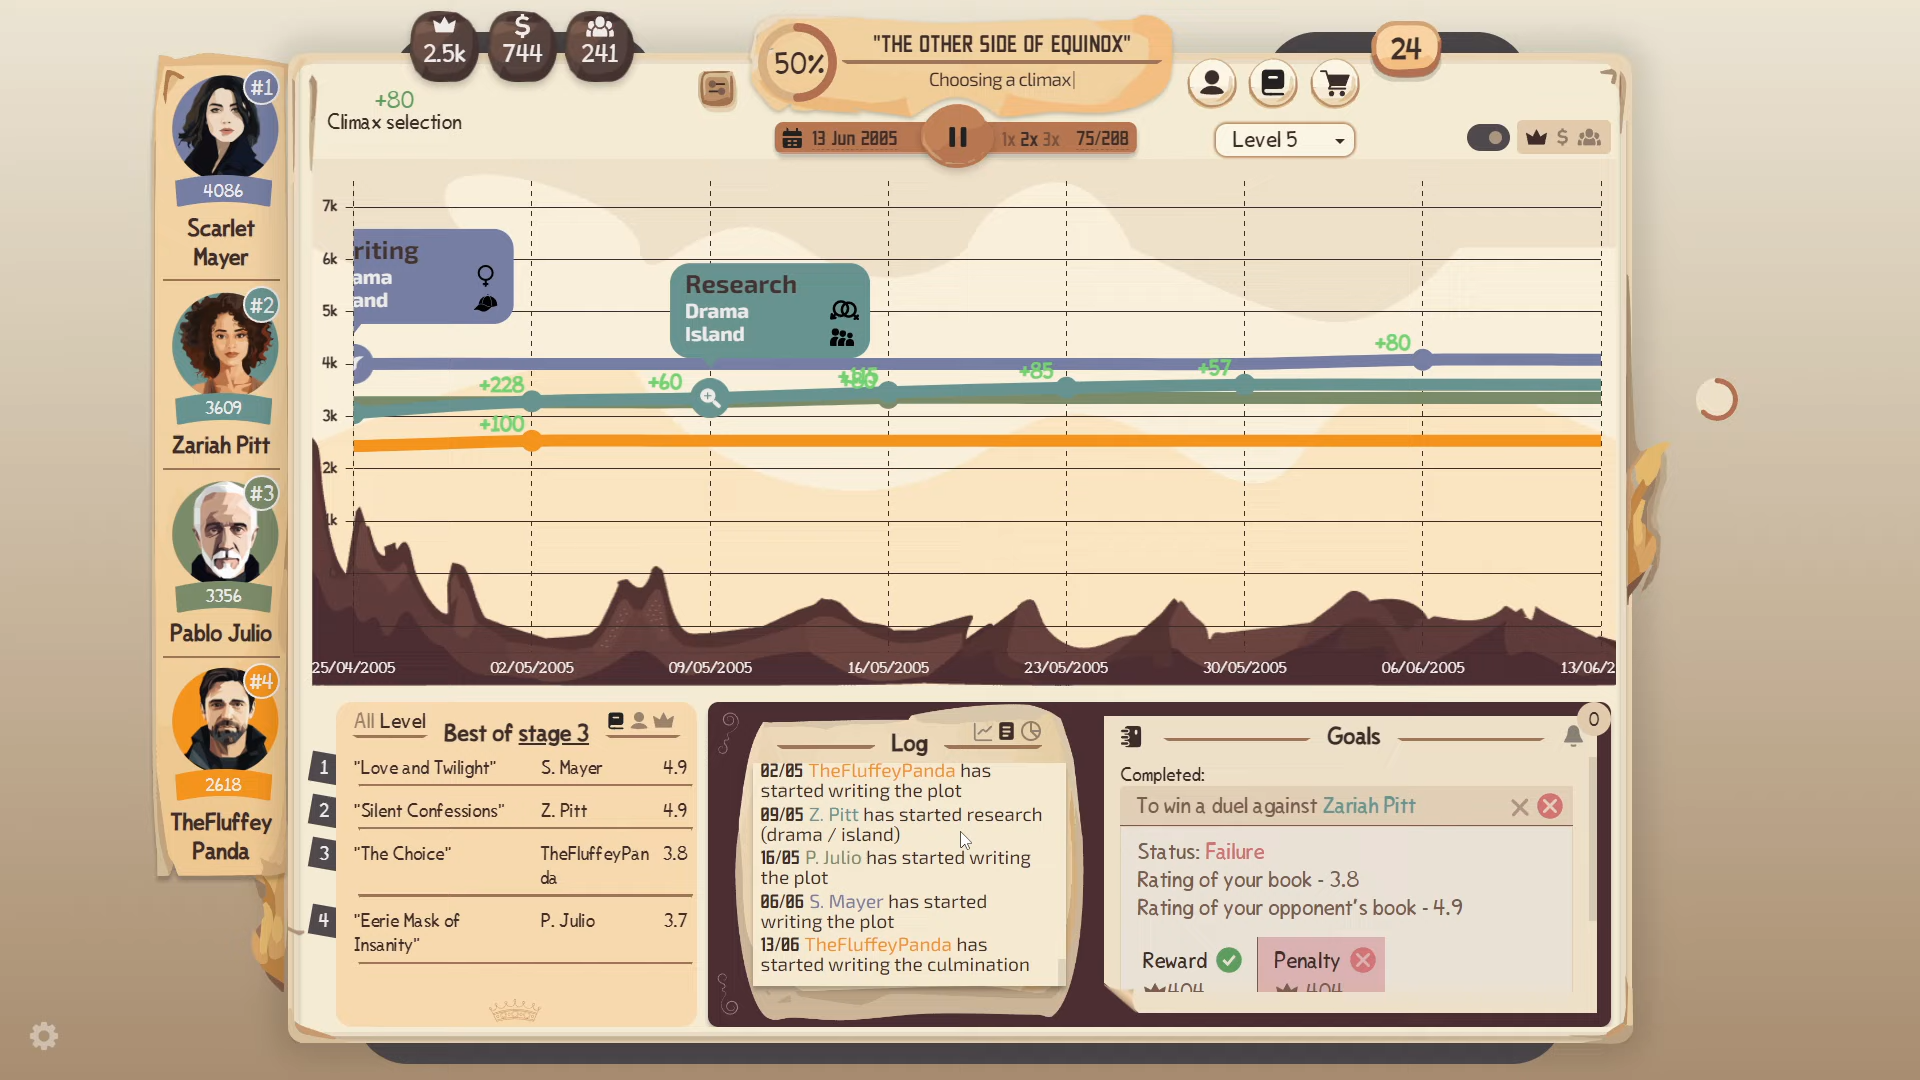 2.5k
$
744
241
50%
"THE OTHER SIDE OF EQUINOX"
Choosing a climax
24
+80
Climax selection
13 Jun 2005
1x 2x 3x
75/208
Level 5
$
#1
4086
Scarlet
Mayer
#2
3609
Zariah Pitt
#3
3356
Pablo Julio
#4
2618
TheFluffey
Panda
7k
6k
5k
4k
3k
2k
1k
riting
ama
and
Research
Drama
Island
+228
+60
+85
+57
+80
+100
25/04/2005
02/05/2005
09/05/2005
16/05/2005
23/05/2005
30/05/2005
06/06/2005
13/06/2
All Level
Best of stage 3
1 "Love and Twilight" S. Mayer 4.9
2 "Silent Confessions" Z. Pitt 4.9
3 "The Choice" TheFluffeyPan 3.8
da
4 "Eerie Mask of P. Julio 3.7
Insanity"
Log
02/05 TheFluffeyPanda has
started writing the plot
09/05 Z. Pitt has started research
(drama / island)
16/05 P. Julio has started writing
the plot
06/06 S. Mayer has started
writing the plot
13/06 TheFluffeyPanda has
started writing the culmination
Goals
0
Completed:
To win a duel against Zariah Pitt
Status: Failure
Rating of your book - 3.8
Rating of your opponent's book - 4.9
Reward
Penalty
404
404